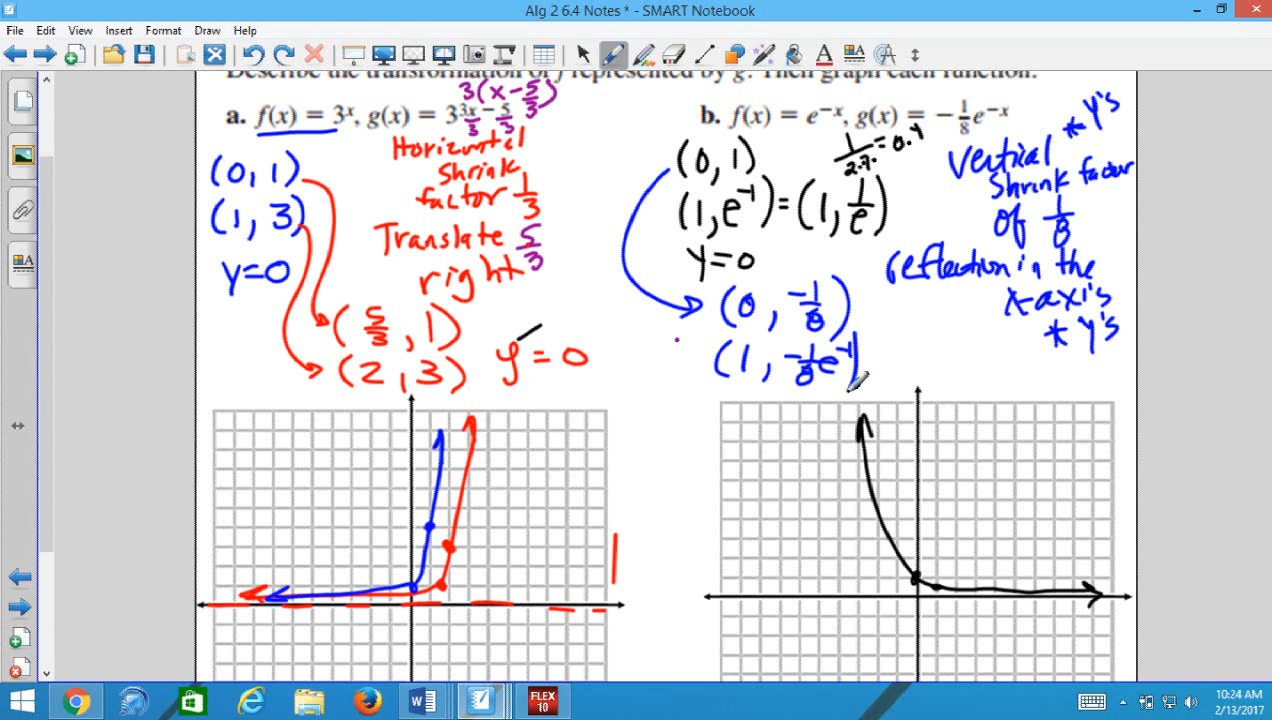 Alg 2 6.4 Notes * - SMART Notebook
File Edit View Insert Format Draw Help
Describe the transformation of f represented by g. Then graph each function.
3(x - 5/3)
a. f(x) = 3ˣ, g(x) = 3^(3x/3 - 5/3)
(0, 1)
(1, 3)
y=0
Horizontal
shrink
factor 1/3
Translate 5/3
right
(5/3, 1)
(2, 3) y = 0
b. f(x) = e⁻ˣ, g(x) = -1/8 e⁻ˣ
* y's
(0, 1)
1/2.7 = 0.4
(1, e⁻¹) = (1, 1/e)
y=0
Vertical
shrink factor
of 1/8
reflection in the
x-axis
* y's
(0, -1/8)
(1, -1/8 e⁻¹)
FLEX
10
10:24 AM
2/13/2017